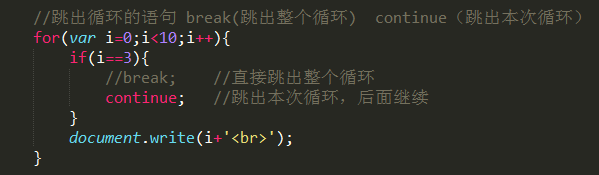 //跳出循环的语句 break(跳出整个循环)  continue（跳出本次循环）
for(var i=0;i<10;i++){
    if(i==3){
        //break;    //直接跳出整个循环
        continue;   //跳出本次循环，后面继续
    }
    document.write(i+'<br>');
}